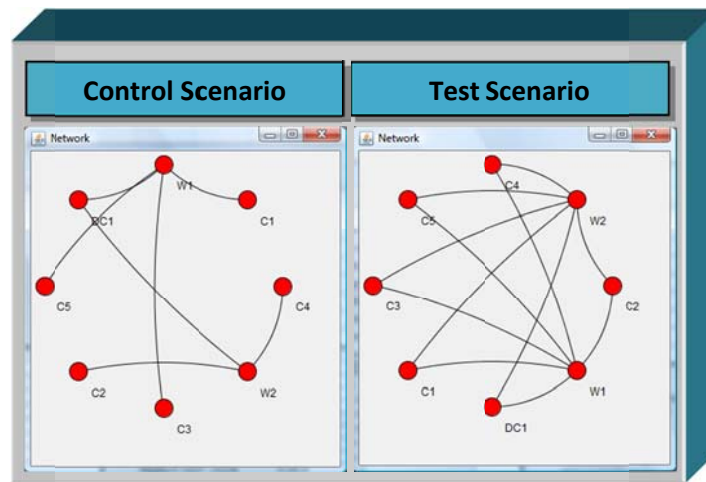 Control Scenario
Test Scenario
Network
W1
DC1
C1
C5
C4
C2
W2
C3
Network
C4
C5
W2
C3
C2
C1
W1
DC1